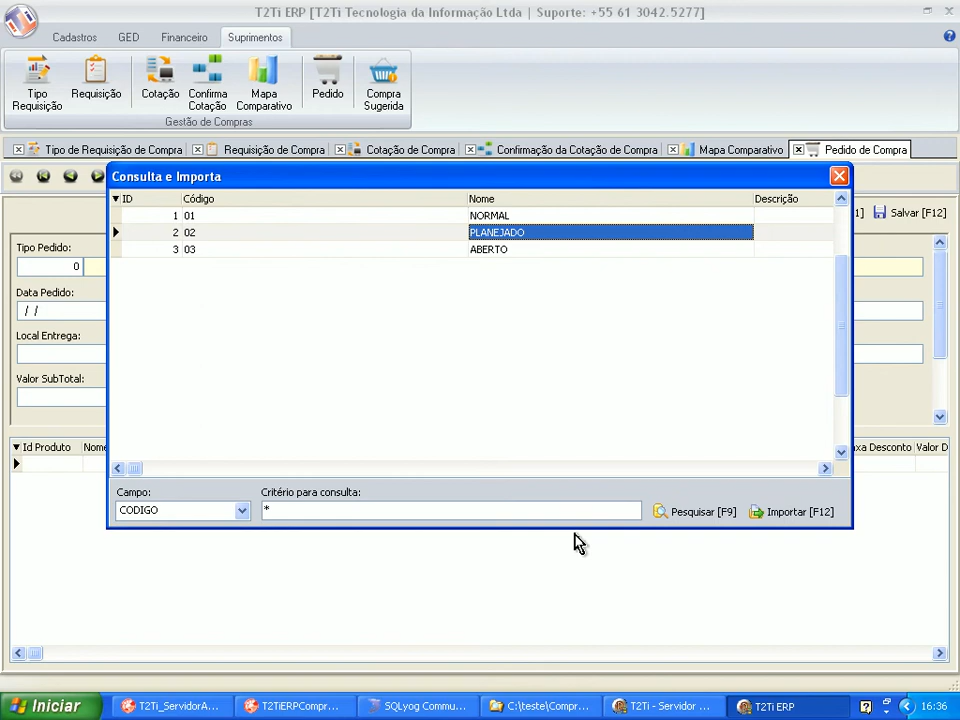 T2Ti ERP [T2Ti Tecnologia da Informação Ltda | Suporte: +55 61 3042.5277]
Cadastros GED Financeiro Suprimentos
Tipo Requisição Requisição Cotação Confirma Cotação Mapa Comparativo Pedido Compra Sugerida
Gestão de Compras
Tipo de Requisição de Compra Requisição de Compra Cotação de Compra Confirmação da Cotação de Compra Mapa Comparativo Pedido de Compra
Consulta e Importa
ID Código Nome Descrição
1 01 NORMAL
2 02 PLANEJADO
3 03 ABERTO
1] Salvar [F12]
Tipo Pedido:
0
Data Pedido:
/ /
Local Entrega:
Valor SubTotal:
Id Produto Nome axa Desconto Valor D
Campo: Critério para consulta:
CODIGO * Pesquisar [F9] Importar [F12]
Iniciar T2Ti_ServidorA... T2TiERPCompr... SQLyog Commu... C:\teste\Compr... T2Ti - Servidor ... T2Ti ERP 16:36